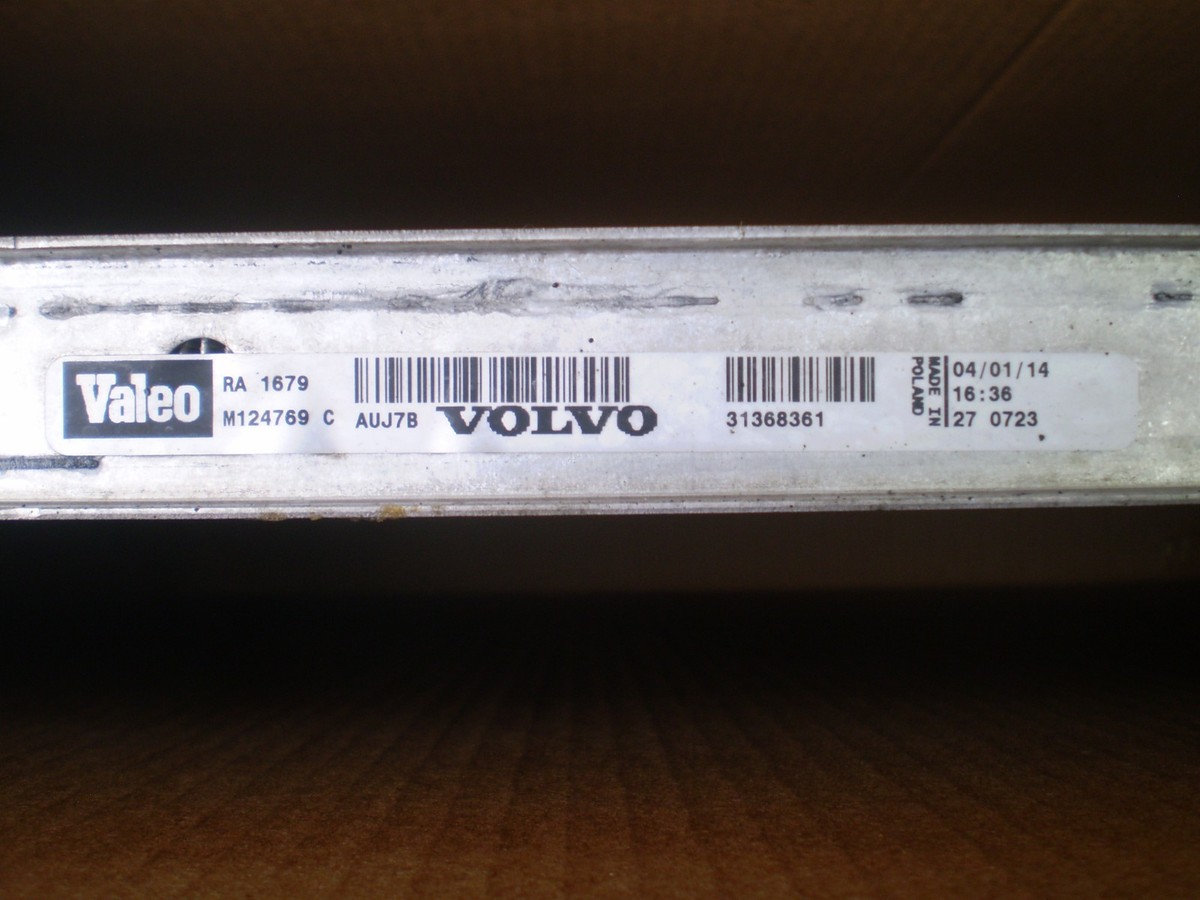 Valeo
RA 1679
M124769 C
AUJ7B VOLVO
31368361
MADE IN
POLAND
04/01/14
16:36
27 0723